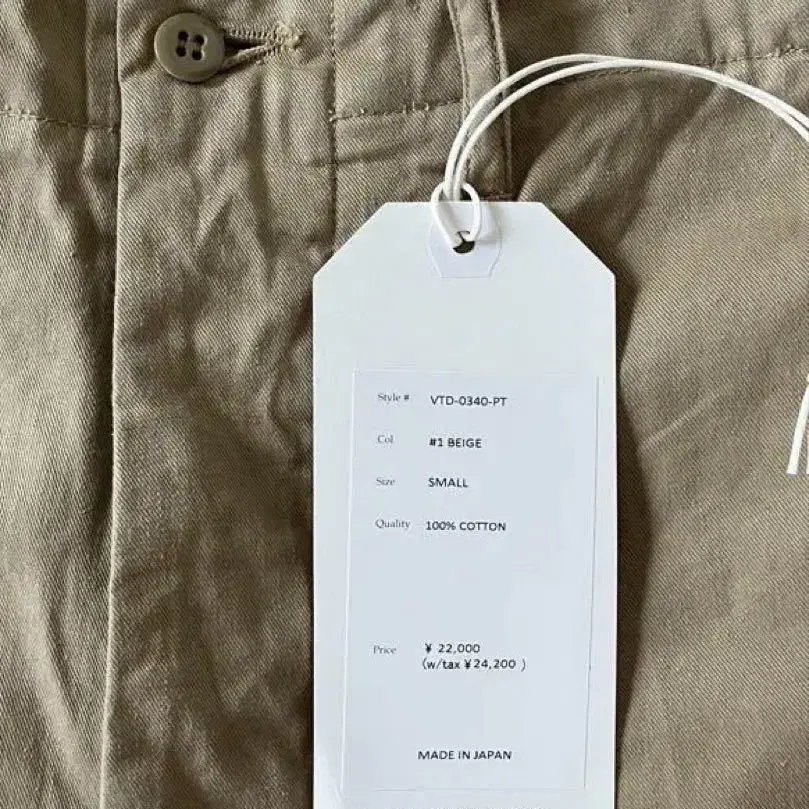 Style # VTD-0340-PT
Col #1 BEIGE
Size SMALL
Quality 100% COTTON
Price ¥ 22,000
(w/tax ¥24,200 )
MADE IN JAPAN